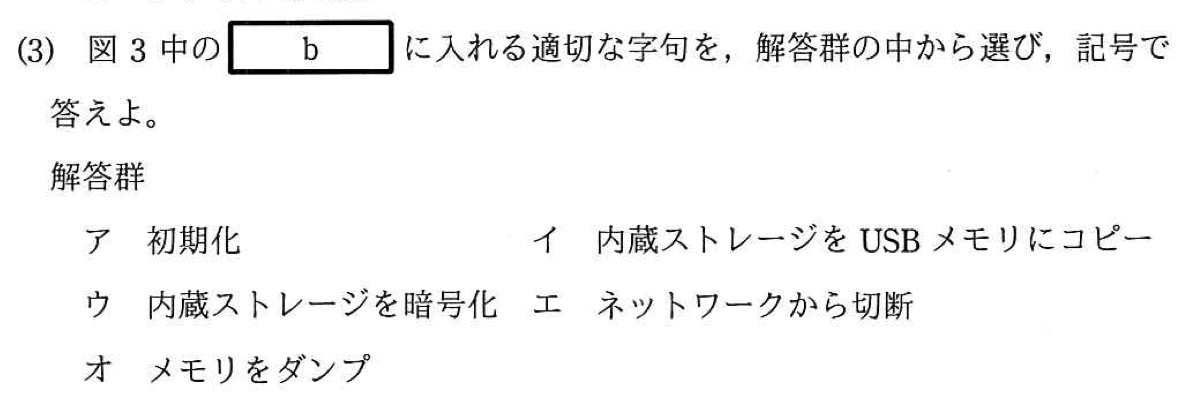 (3) 図 3 中の b に入れる適切な字句を，解答群の中から選び，記号で
答えよ。
解答群
ア 初期化 イ 内蔵ストレージを USB メモリにコピー
ウ 内蔵ストレージを暗号化 エ ネットワークから切断
オ メモリをダンプ